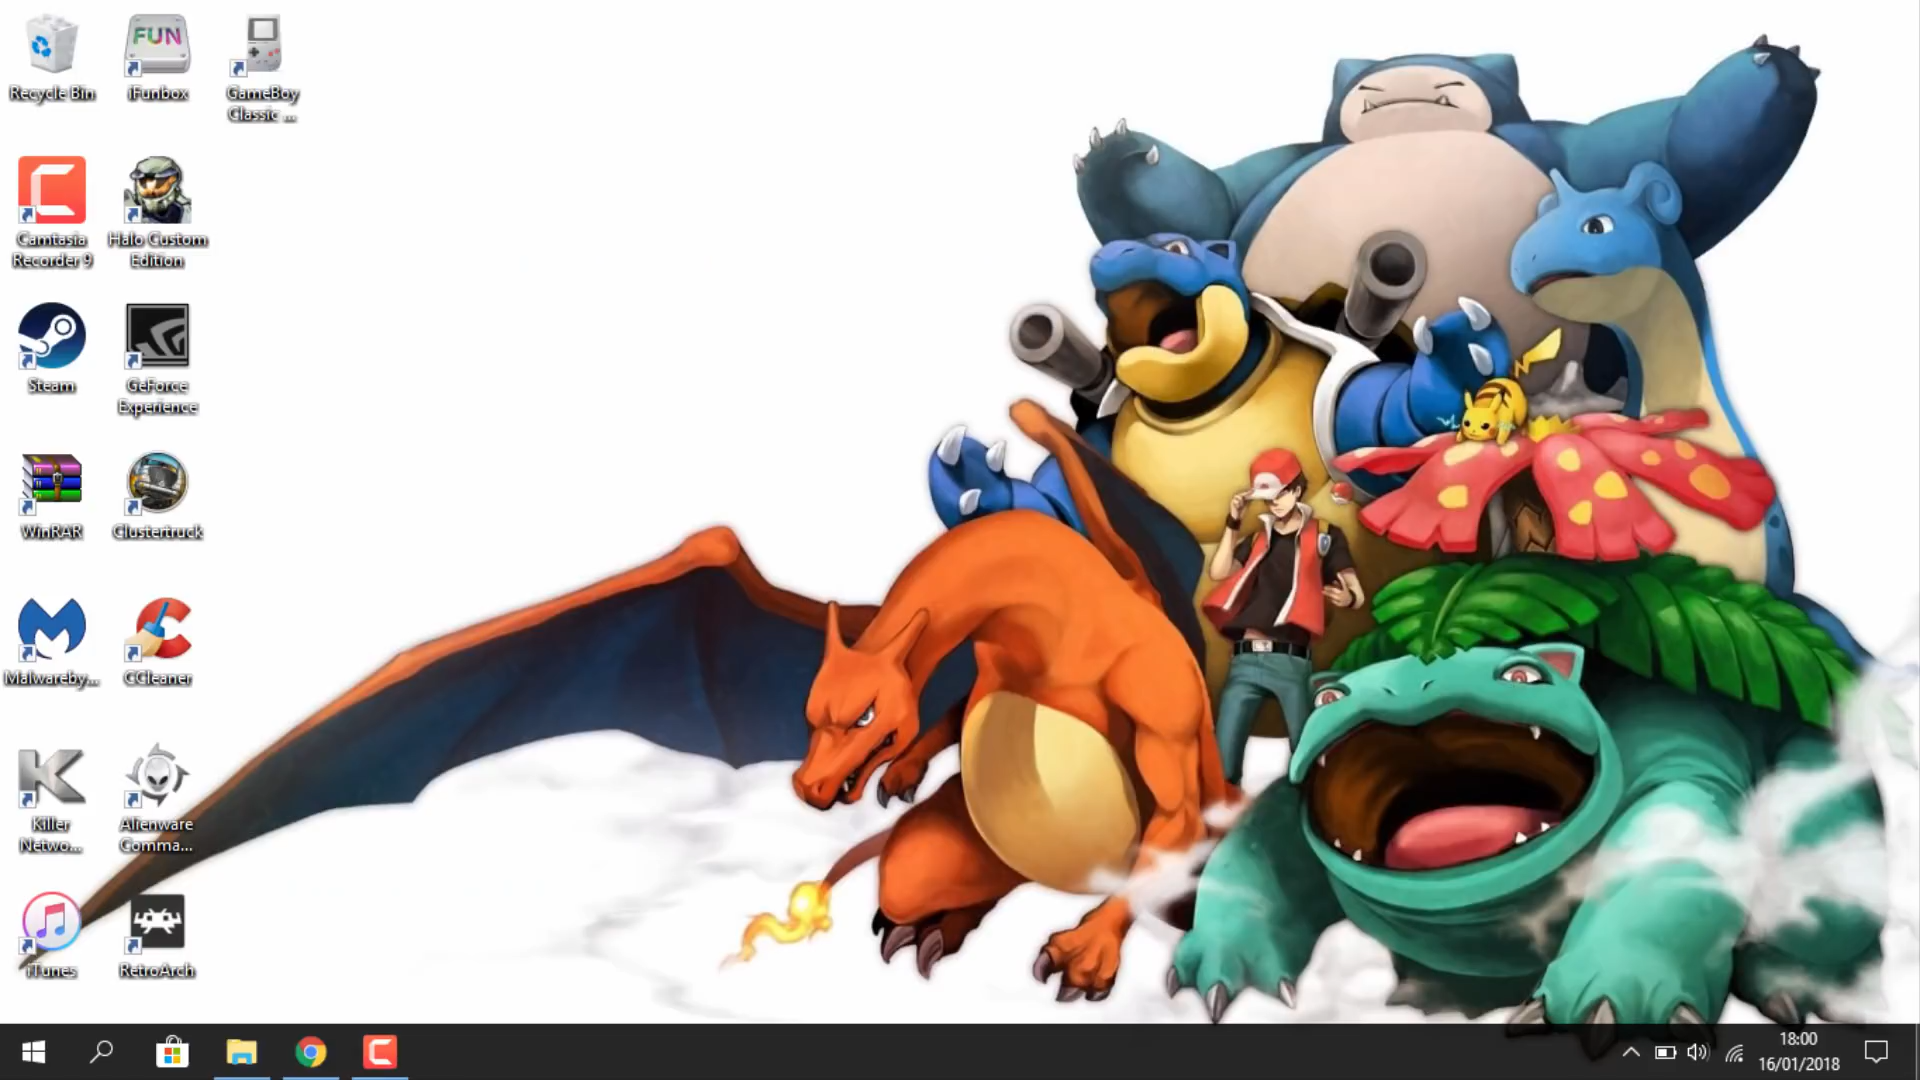 Recycle Bin
FUN
iFunbox
GameBoy
Classic ...
Camtasia
Recorder 9
Halo Custom
Edition
Steam
GeForce
Experience
WinRAR
Clustertruck
Malwareby...
CCleaner
Killer
Netwo...
Alienware
Comma...
iTunes
RetroArch
18:00
16/01/2018